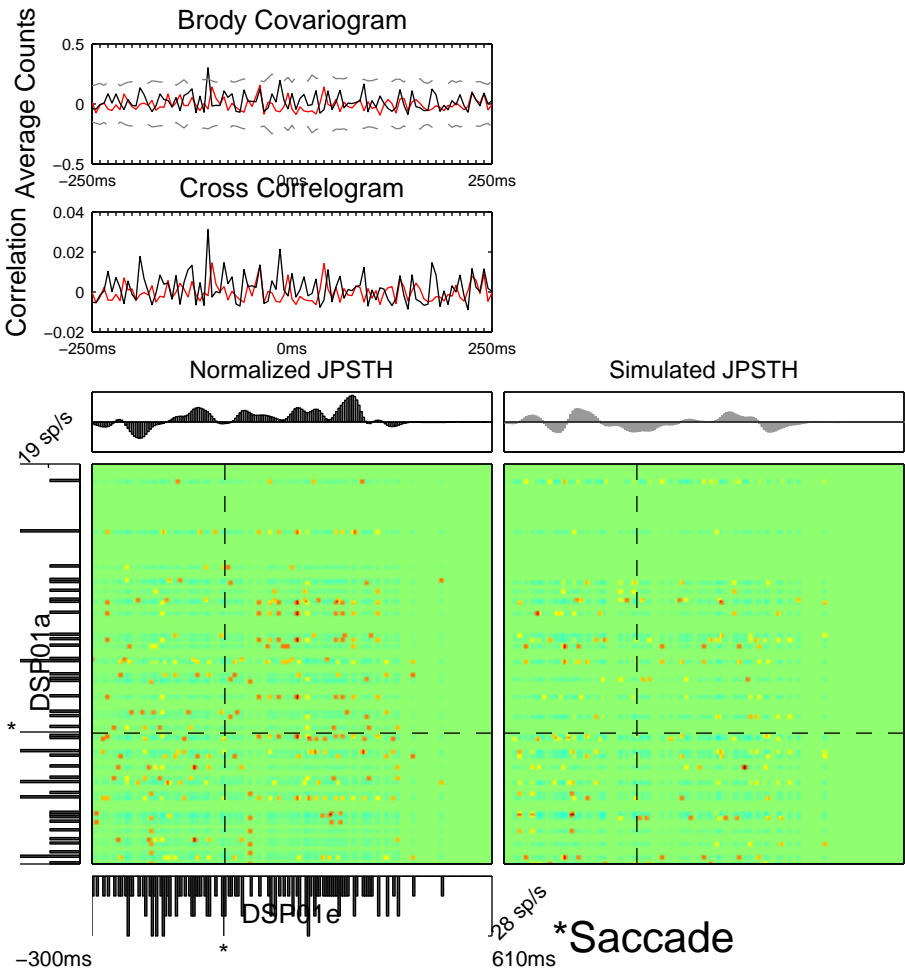 Brody Covariogram
Average Counts
0.5
0
−0.5
−250ms
0ms
250ms
Cross Correlogram
Correlation
0.04
0.02
0
−0.02
−250ms
0ms
250ms
Normalized JPSTH
Simulated JPSTH
19 sp/s
DSP01a
*
DSP01e
28 sp/s
*
*Saccade
−300ms
610ms